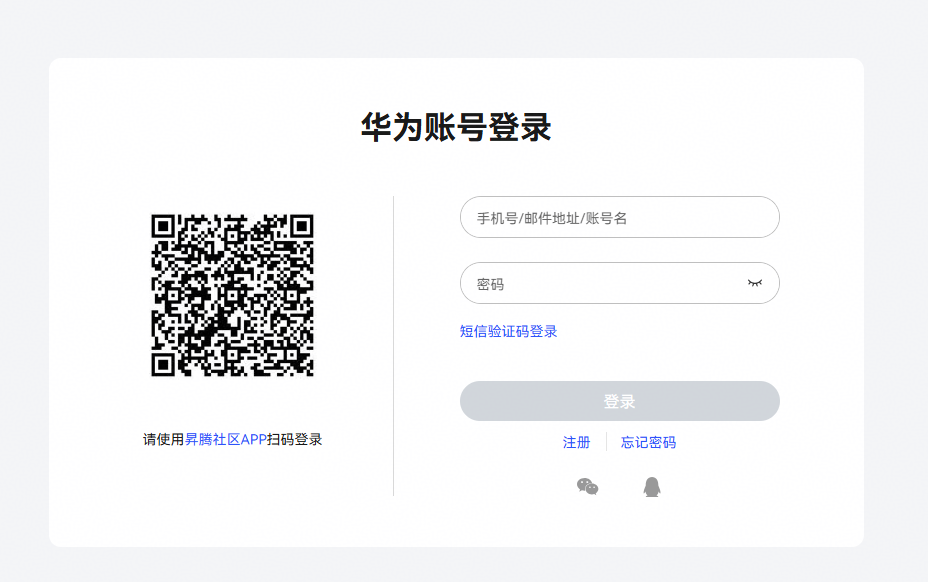 华为账号登录
请使用昇腾社区APP扫码登录
手机号/邮件地址/账号名
密码
短信验证码登录
登录
注册
忘记密码